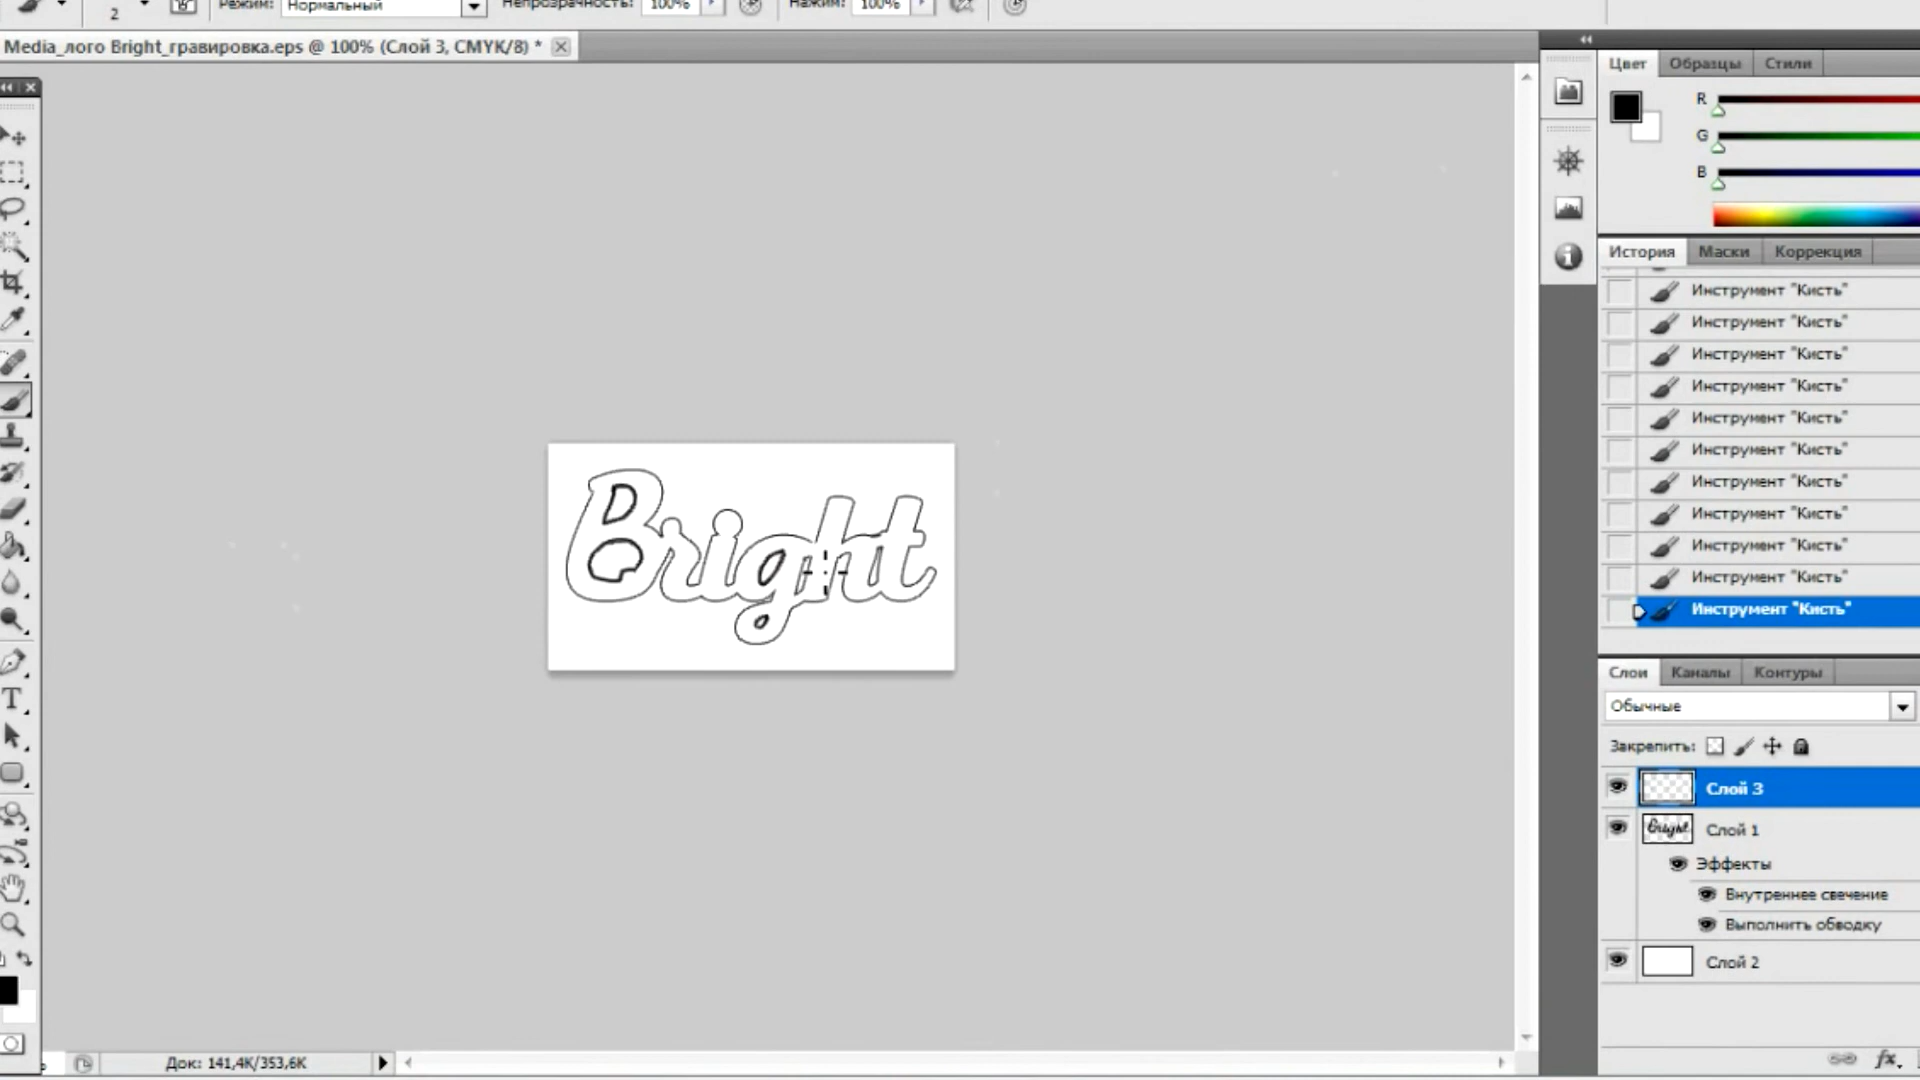 2 Режим: Нормальный Непрозрачность: 100% Нажим: 100%
Media_лого Bright_гравировка.eps @ 100% (Слой 3, CMYK/8) *
Цвет Образцы Стили
R
G
B
История Маски Коррекция
Инструмент "Кисть"
Инструмент "Кисть"
Инструмент "Кисть"
Инструмент "Кисть"
Инструмент "Кисть"
Инструмент "Кисть"
Инструмент "Кисть"
Инструмент "Кисть"
Инструмент "Кисть"
Инструмент "Кисть"
Инструмент "Кисть"
Bright
Слои Каналы Контуры
Обычные
Закрепить:
Слой 3
Bright Слой 1
Эффекты
Внутреннее свечение
Выполнить обводку
Слой 2
Док: 141,4K/353,6K
fx.